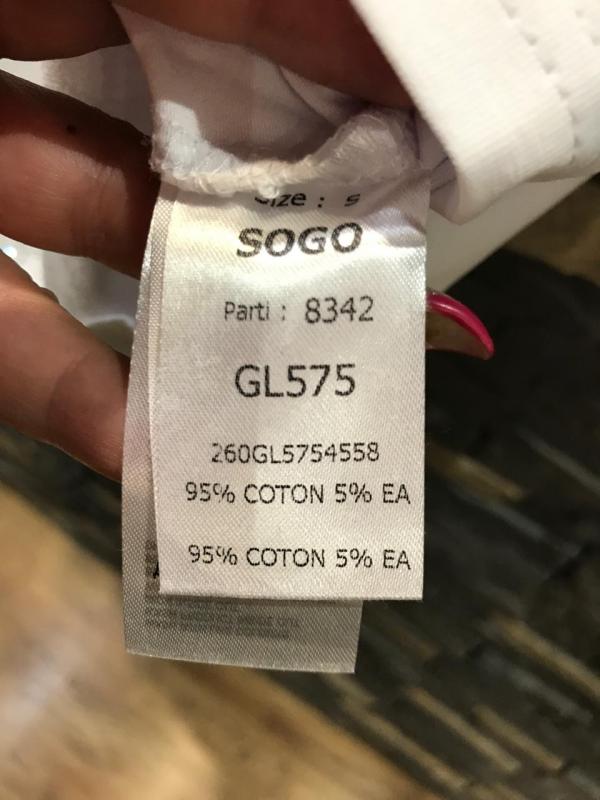 Size : S
SOGO
Parti : 8342
GL575
260GL5754558
95% COTON 5% EA
95% COTON 5% EA